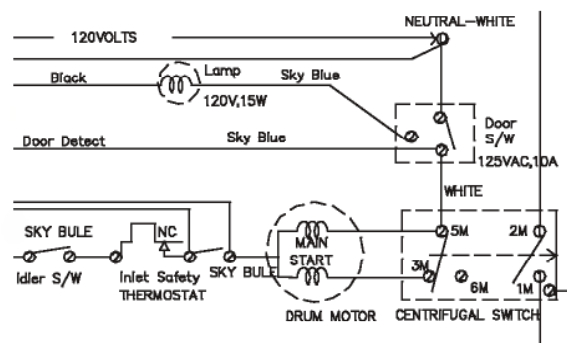 NEUTRAL-WHITE
120VOLTS
Lamp
Black
Sky Blue
120V,15W
Door
S/W
125VAC,10A
Door Detect
Sky Blue
WHITE
SKY BULE
NC
MAIN
5M
2M
START
3M
Idler S/W
Inlet Safety
THERMOSTAT
SKY BULE
6M
1M
DRUM MOTOR
CENTRIFUGAL SWITCH